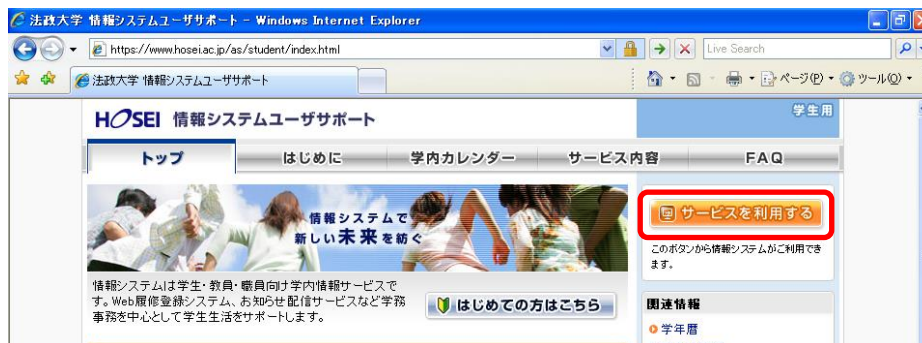 法政大学 情報システムユーザサポート - Windows Internet Explorer
https://www.hosei.ac.jp/as/student/index.html
Live Search
法政大学 情報システムユーザサポート
ページ(P)
ツール(O)
HOSEI 情報システムユーザサポート
学生用
トップ
はじめに
学内カレンダー
サービス内容
FAQ
情報システムで
新しい未来を紡ぐ
サービスを利用する
このボタンから情報システムがご利用でき
ます。
情報システムは学生・教員・職員向け学内情報サービスで
す。Web履修登録システム、お知らせ配信サービスなど学務
事務を中心として学生生活をサポートします。
はじめての方はこちら
関連情報
学年暦